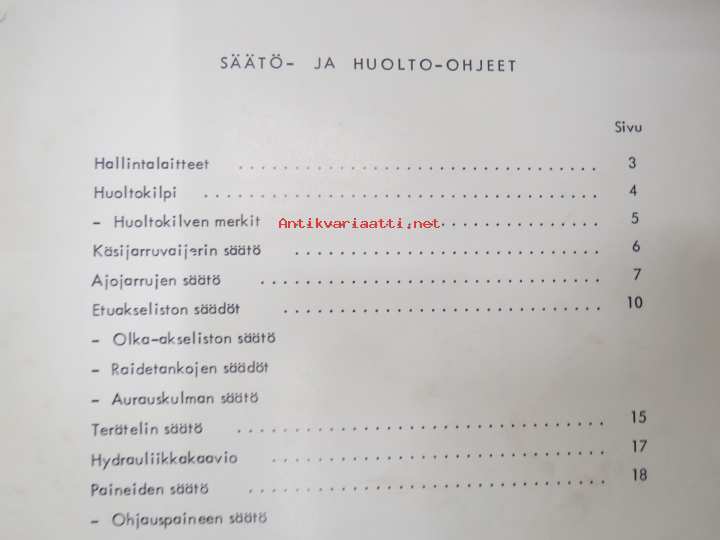 SÄÄTÖ- JA HUOLTO-OHJEET
Sivu
Hallintalaitteet . . . . . . . . . . . . . . . . . . . . . . . . . . . . . . . . . . 3
Huoltokilpi . . . . . . . . . . . . . . . . . . . . . . . . . . . . . . . . . . . . . 4
- Huoltokilven merkit Antikvariaatti.net . . . . . . . . . . . . . . . 5
Käsijarruvaijerin säätö . . . . . . . . . . . . . . . . . . . . . . . . . . . . 6
Ajojarrujen säätö . . . . . . . . . . . . . . . . . . . . . . . . . . . . . . . . 7
Etuakseliston säädöt . . . . . . . . . . . . . . . . . . . . . . . . . . . . . 10
- Olka-akseliston säätö
- Raidetankojen säädöt
- Aurauskulman säätö
Terätelin säätö . . . . . . . . . . . . . . . . . . . . . . . . . . . . . . . . . . 15
Hydrauliikkakaavio . . . . . . . . . . . . . . . . . . . . . . . . . . . . . . . 17
Paineiden säätö . . . . . . . . . . . . . . . . . . . . . . . . . . . . . . . . . 18
- Ohjauspaineen säätö